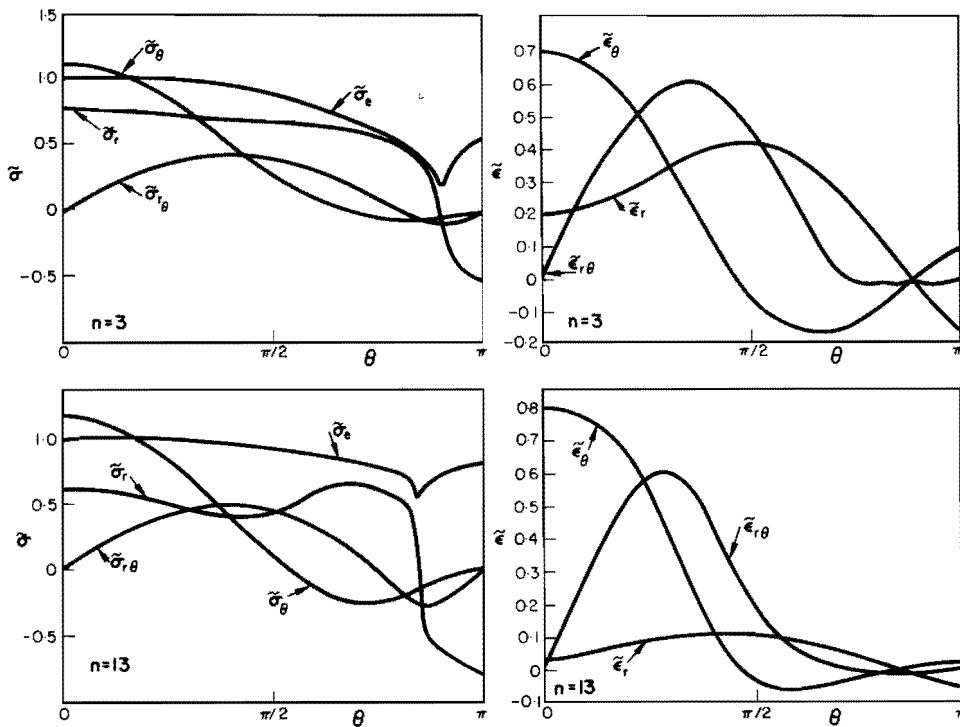 1·5
1·0
0·5
0
−0·5
σ̃
σ̃θ
σ̃e
σ̃r
σ̃rθ
n=3
0
π/2
θ
π
0·7
0·6
0·5
0·4
0·3
0·2
0·1
0
-0·1
-0·2
ε̃
ε̃θ
ε̃r
ε̃rθ
n=3
0
π/2
θ
π
1·0
0·5
0
−0·5
σ̃
σ̃e
σ̃r
σ̃rθ
σ̃θ
n=13
0
π/2
θ
π
0·8
0·7
0·6
0·5
0·4
0·3
0·2
0·1
0
-0·1
ε̃
ε̃θ
ε̃rθ
ε̃r
n=13
0
π/2
θ
π